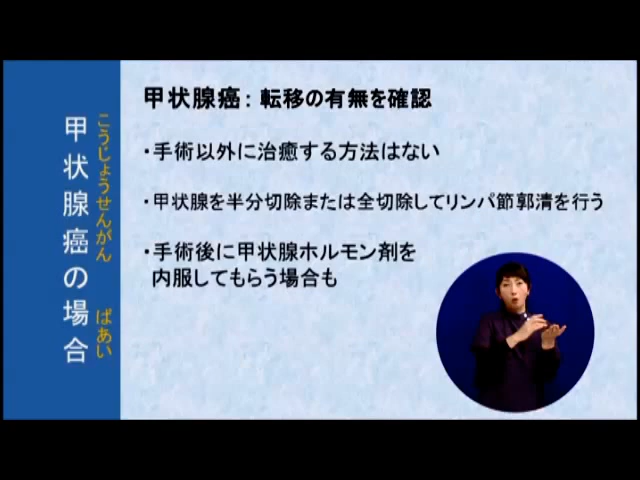 甲状腺癌の場合
こうじょうせんがん
ばあい
甲状腺癌：転移の有無を確認
・手術以外に治癒する方法はない
・甲状腺を半分切除または全切除してリンパ節郭清を行う
・手術後に甲状腺ホルモン剤を
内服してもらう場合も